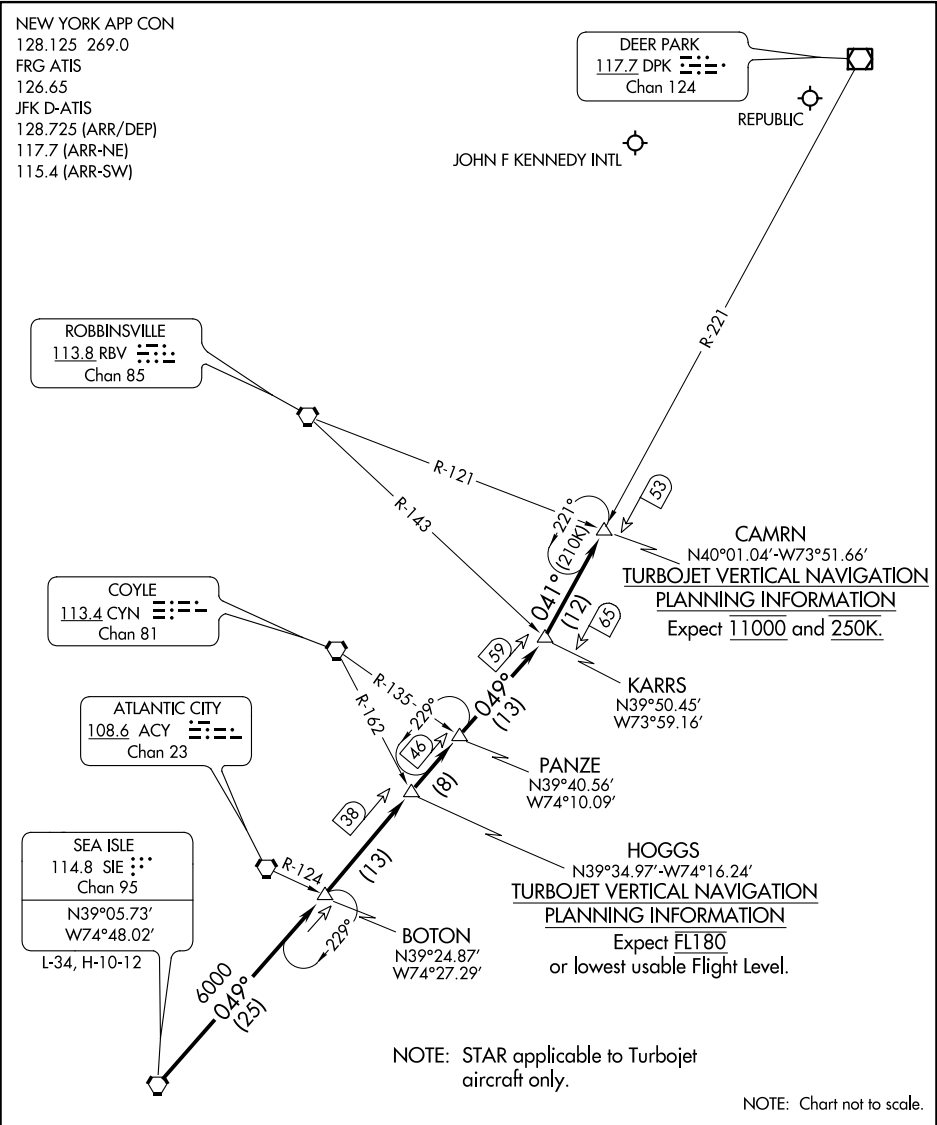 NEW YORK APP CON
128.125 269.0
FRG ATIS
126.65
JFK D-ATIS
128.725 (ARR/DEP)
117.7 (ARR-NE)
115.4 (ARR-SW)
DEER PARK
117.7 DPK
Chan 124
REPUBLIC
JOHN F KENNEDY INTL
R-221
ROBBINSVILLE
113.8 RBV
Chan 85
R-121
R-143
53
221°
(210K)
041°
(12)
CAMRN
N40°01.04'-W73°51.66'
TURBOJET VERTICAL NAVIGATION
PLANNING INFORMATION
Expect 11000 and 250K.
COYLE
113.4 CYN
Chan 81
65
59
R-135
R-162
049°
(13)
KARRS
N39°50.45'
W73°59.16'
229°
46
ATLANTIC CITY
108.6 ACY
Chan 23
(8)
PANZE
N39°40.56'
W74°10.09'
38
SEA ISLE
114.8 SIE
Chan 95
N39°05.73'
W74°48.02'
L-34, H-10-12
R-124
(13)
HOGGS
N39°34.97'-W74°16.24'
TURBOJET VERTICAL NAVIGATION
PLANNING INFORMATION
Expect FL180
or lowest usable Flight Level.
229°
BOTON
N39°24.87'
W74°27.29'
6000
049°
(25)
NOTE: STAR applicable to Turbojet
aircraft only.
NOTE: Chart not to scale.